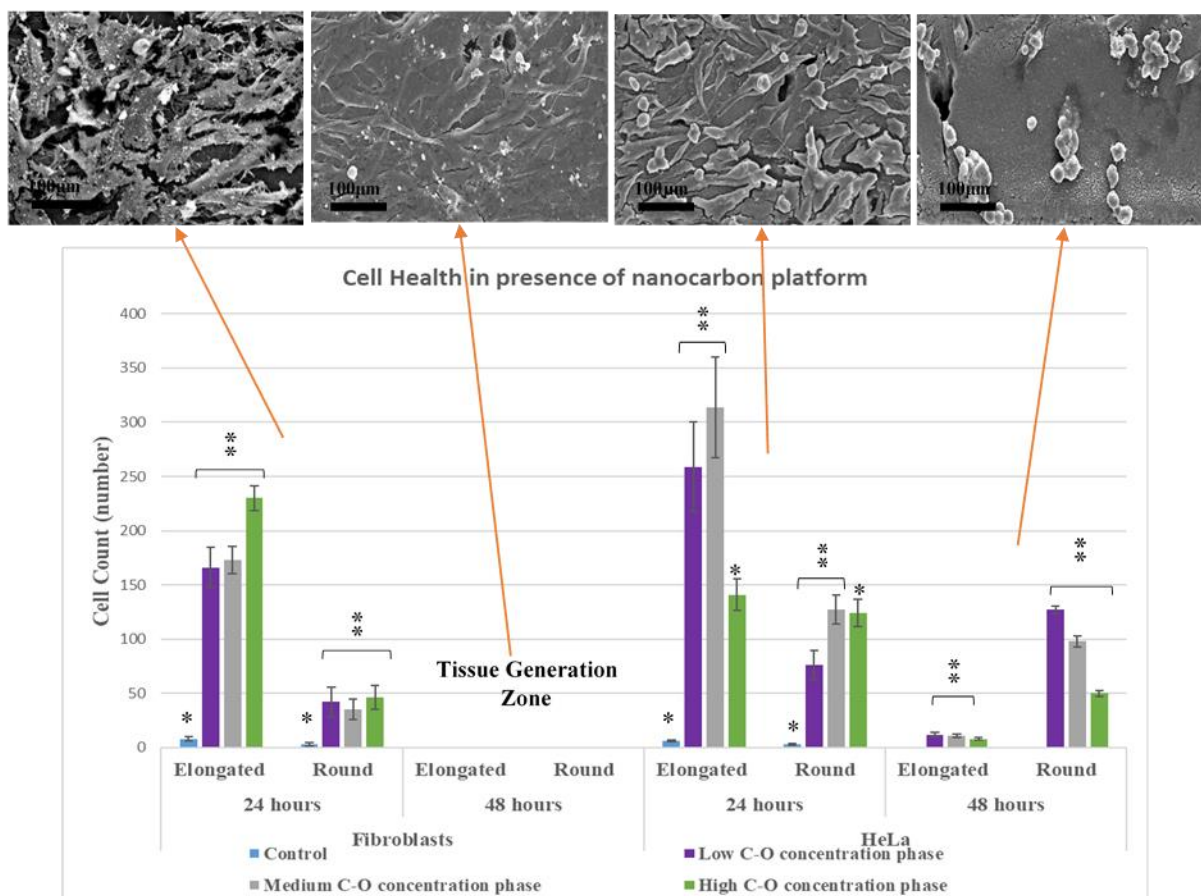 100µm
100µm
100µm
100µm
Cell Health in presence of nanocarbon platform
Cell Count (number)
400
350
300
250
200
150
100
50
0
**
**
**
**
**
**
*
*
*
*
*
*
Tissue Generation
Zone
Elongated Round Elongated Round Elongated Round Elongated Round
24 hours 48 hours 24 hours 48 hours
Fibroblasts HeLa
Control Low C-O concentration phase
Medium C-O concentration phase High C-O concentration phase